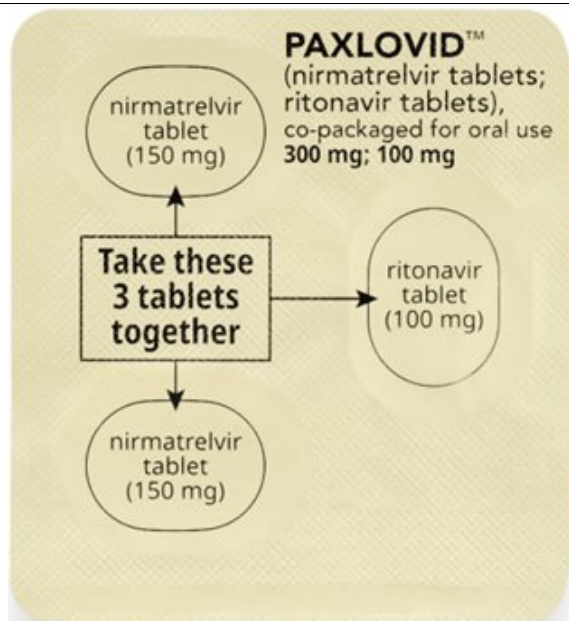 PAXLOVID™
(nirmatrelvir tablets;
ritonavir tablets),
co-packaged for oral use
300 mg; 100 mg
nirmatrelvir
tablet
(150 mg)
Take these
3 tablets
together
ritonavir
tablet
(100 mg)
nirmatrelvir
tablet
(150 mg)